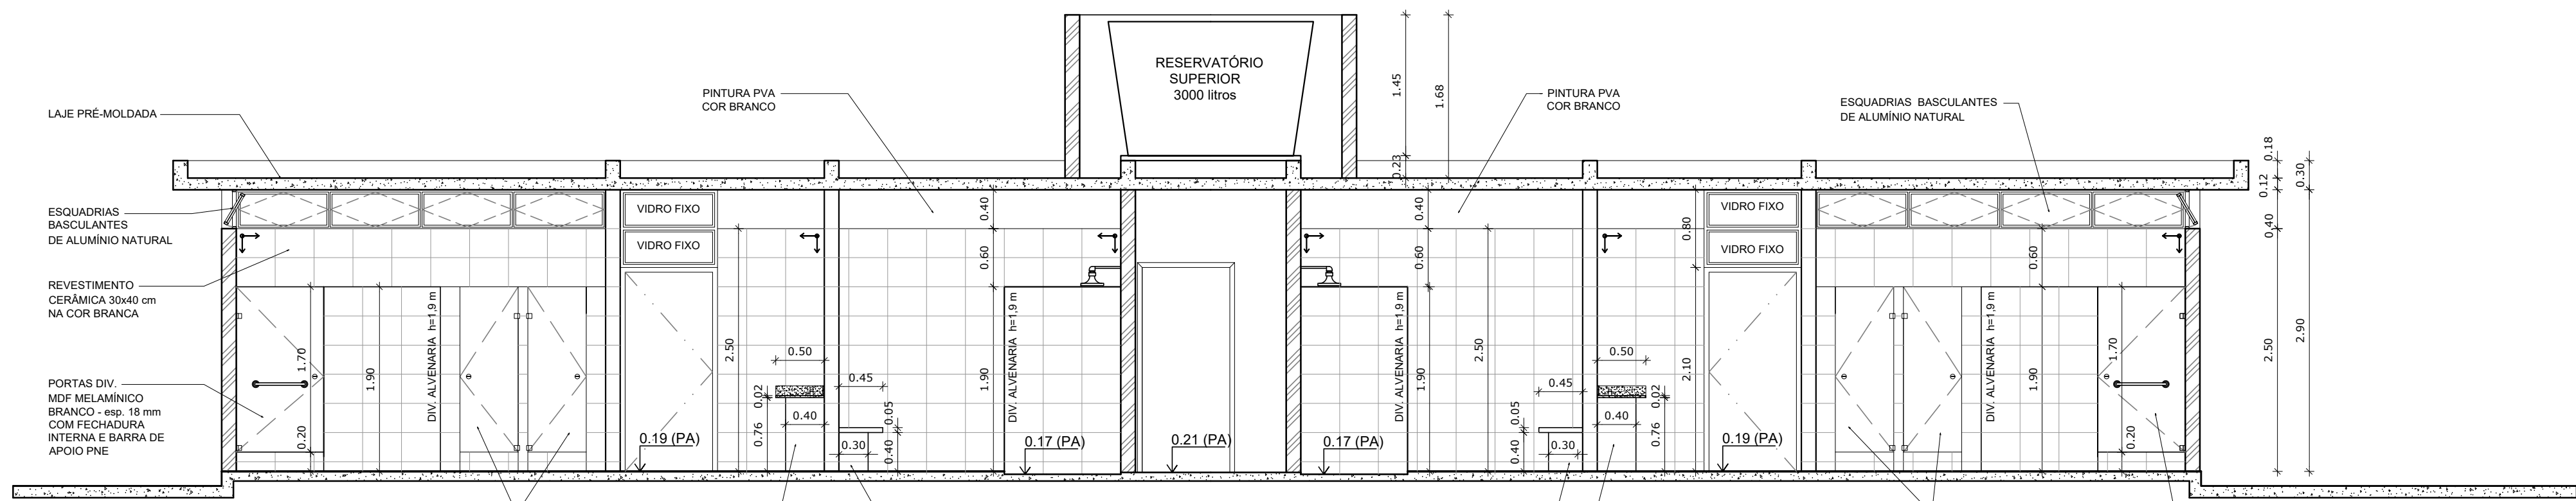 RESERVATÓRIO
SUPERIOR
3000 litros
1.45
1.68
0.23
PINTURA PVA
COR BRANCO
PINTURA PVA
COR BRANCO
ESQUADRIAS BASCULANTES
DE ALUMÍNIO NATURAL
LAJE PRÉ-MOLDADA
0.18
0.30
0.12
0.40
2.50
2.90
ESQUADRIAS
BASCULANTES
DE ALUMÍNIO NATURAL
REVESTIMENTO
CERÂMICA 30x40 cm
NA COR BRANCA
PORTAS DIV.
MDF MELAMÍNICO
BRANCO - esp. 18 mm
COM FECHADURA
INTERNA E BARRA DE
APOIO PNE
1.70
0.20
1.90
DIV. ALVENARIA h=1,9 m
VIDRO FIXO
VIDRO FIXO
0.19 (PA)
2.50
0.50
0.02
0.40
0.76
0.45
0.05
0.30
0.40
0.40
0.60
1.90
DIV. ALVENARIA h=1,9 m
0.17 (PA)
0.21 (PA)
0.17 (PA)
DIV. ALVENARIA h=1,9 m
0.40
0.60
1.90
2.50
0.45
0.05
0.30
0.40
0.50
0.02
0.40
0.76
0.80
2.10
VIDRO FIXO
VIDRO FIXO
0.19 (PA)
DIV. ALVENARIA h=1,9 m
0.60
1.90
1.70
0.20